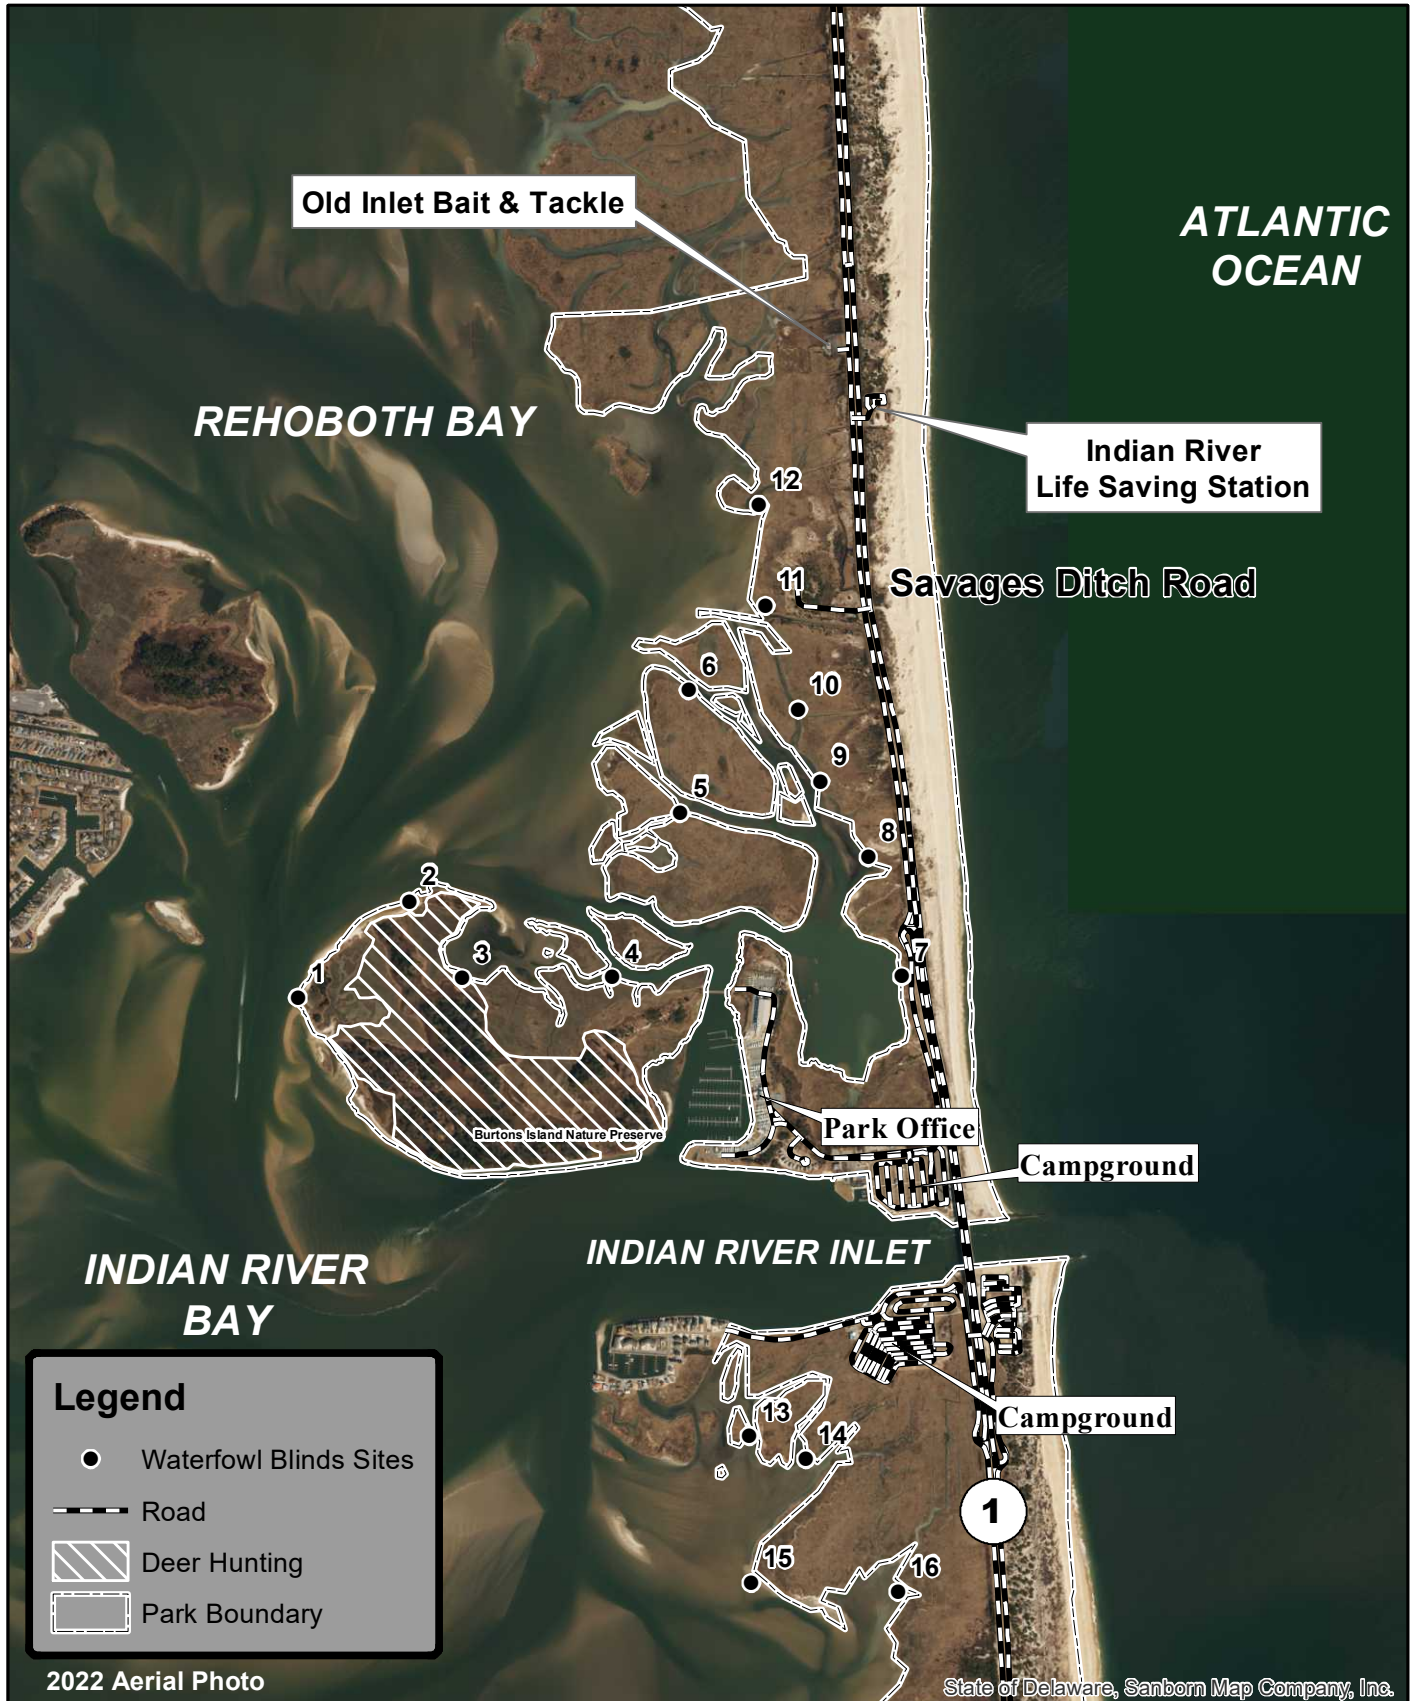 Old Inlet Bait & Tackle
ATLANTIC
OCEAN
REHOBOTH BAY
Indian River
Life Saving Station
12
11
Savages Ditch Road
6
10
9
5
8
2
3
4
7
1
Burtons Island Nature Preserve
Park Office
Campground
INDIAN RIVER INLET
INDIAN RIVER
BAY
Campground
13
14
1
15
16
Legend
Waterfowl Blinds Sites
Road
Deer Hunting
Park Boundary
2022 Aerial Photo
State of Delaware, Sanborn Map Company, Inc.